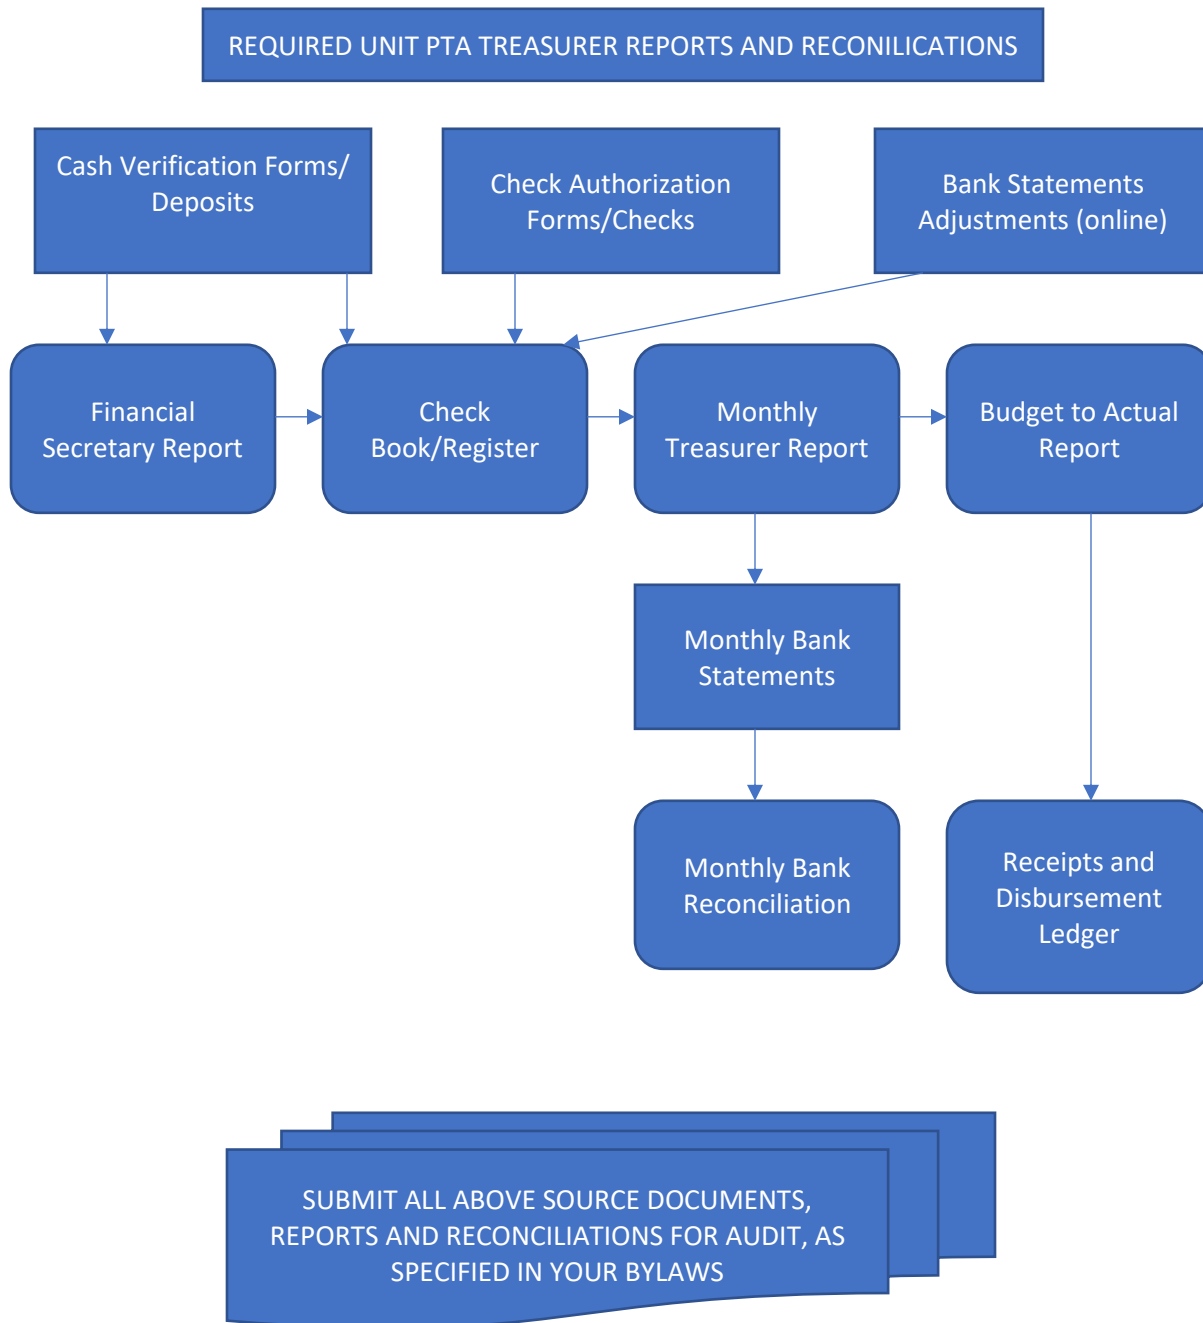 REQUIRED UNIT PTA TREASURER REPORTS AND RECONILICATIONS
Cash Verification Forms/
Deposits
Check Authorization
Forms/Checks
Bank Statements
Adjustments (online)
Financial
Secretary Report
Check
Book/Register
Monthly
Treasurer Report
Budget to Actual
Report
Monthly Bank
Statements
Monthly Bank
Reconciliation
Receipts and
Disbursement
Ledger
SUBMIT ALL ABOVE SOURCE DOCUMENTS,
REPORTS AND RECONCILIATIONS FOR AUDIT, AS
SPECIFIED IN YOUR BYLAWS